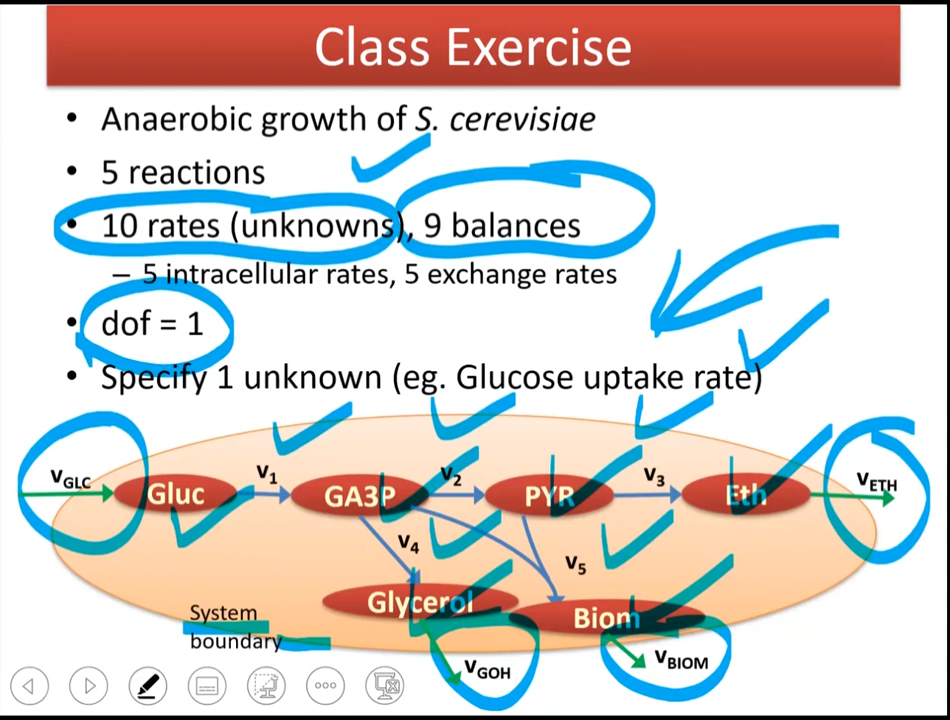 Class Exercise
• Anaerobic growth of S. cerevisiae
• 5 reactions
• 10 rates (unknowns), 9 balances
– 5 intracellular rates, 5 exchange rates
• dof = 1
• Specify 1 unknown (eg. Glucose uptake rate)
VGLC
Gluc
V1
GA3P
V2
PYR
V3
Eth
VETH
V4
V5
Glycerol
Biom
System
boundary
VGOH
VBIOM